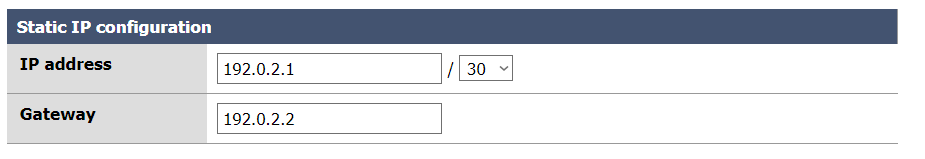 Static IP configuration
IP address 192.0.2.1 / 30
Gateway 192.0.2.2